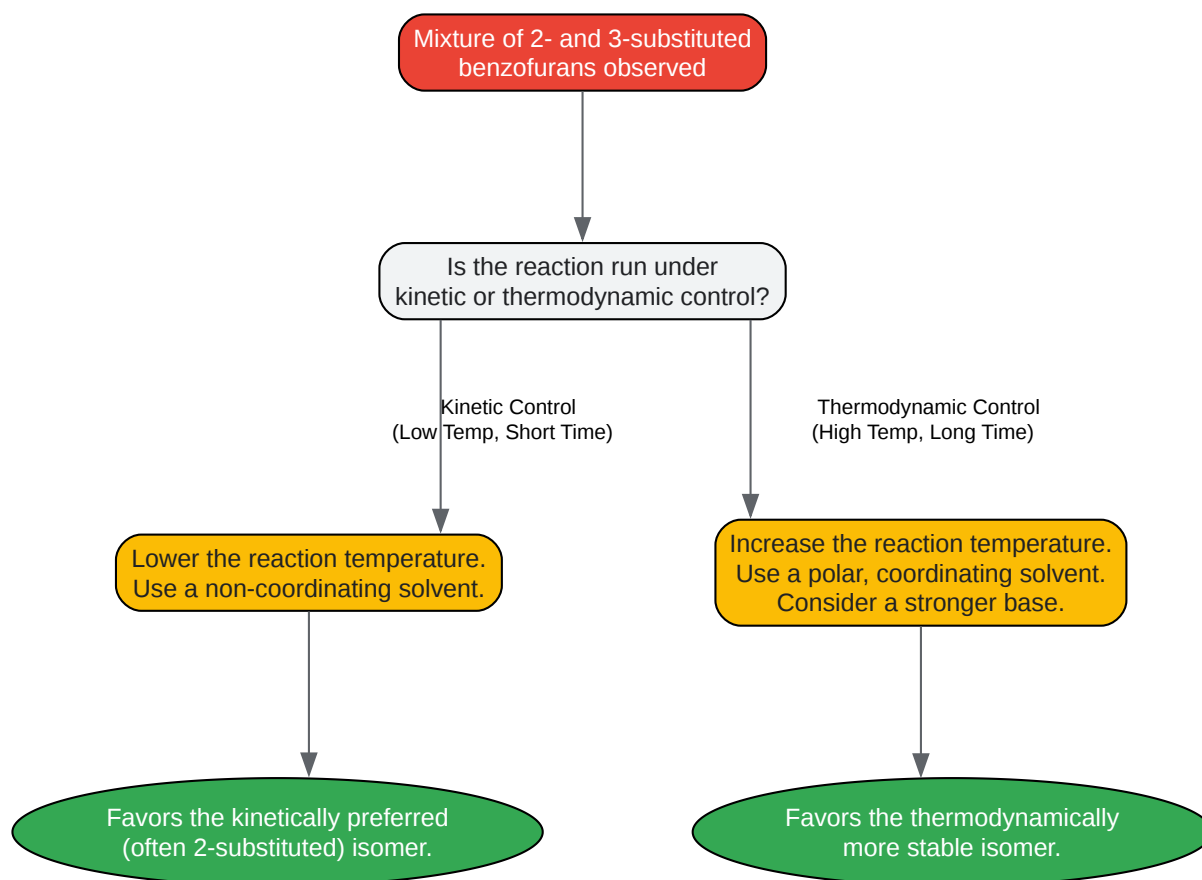 Mixture of 2- and 3-substituted
benzofurans observed
Is the reaction run under
kinetic or thermodynamic control?
Kinetic Control
(Low Temp, Short Time)
Thermodynamic Control
(High Temp, Long Time)
Lower the reaction temperature.
Use a non-coordinating solvent.
Increase the reaction temperature.
Use a polar, coordinating solvent.
Consider a stronger base.
Favors the kinetically preferred
(often 2-substituted) isomer.
Favors the thermodynamically
more stable isomer.